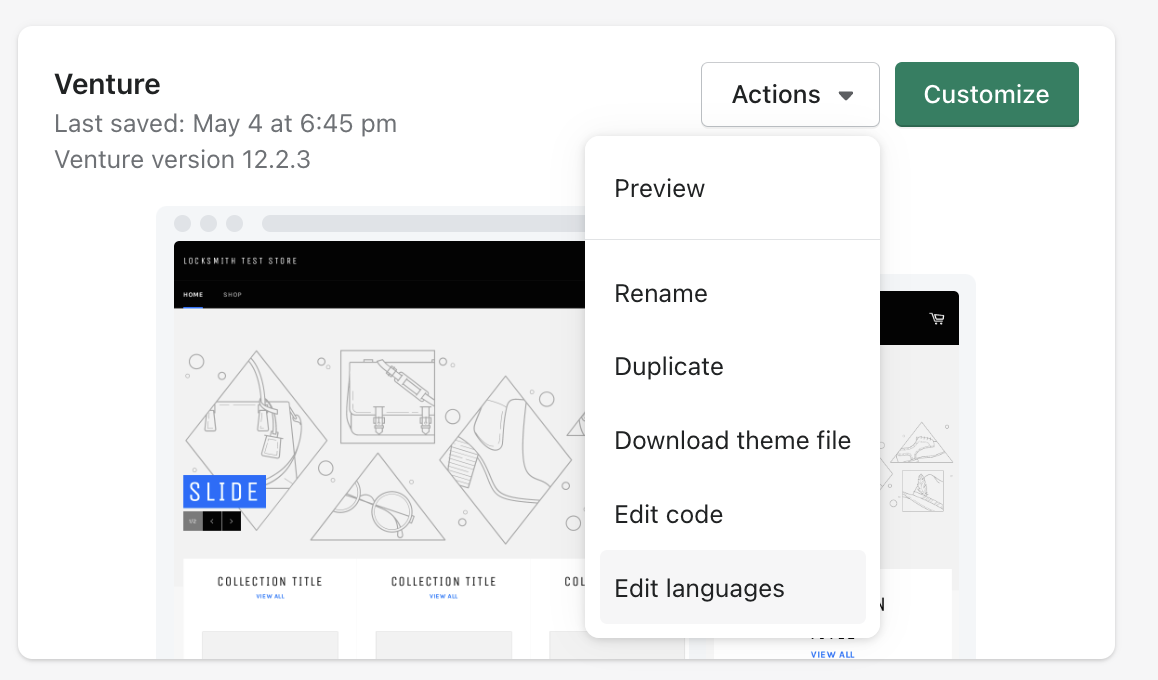 Venture
Last saved: May 4 at 6:45 pm
Venture version 12.2.3
Actions
Customize
Preview
Rename
Duplicate
Download theme file
Edit code
Edit languages
LOCKSMITH TEST STORE
HOME SHOP
SLIDE
COLLECTION TITLE
VIEW ALL
COLLECTION TITLE
VIEW ALL
COL
N
VIEW ALL